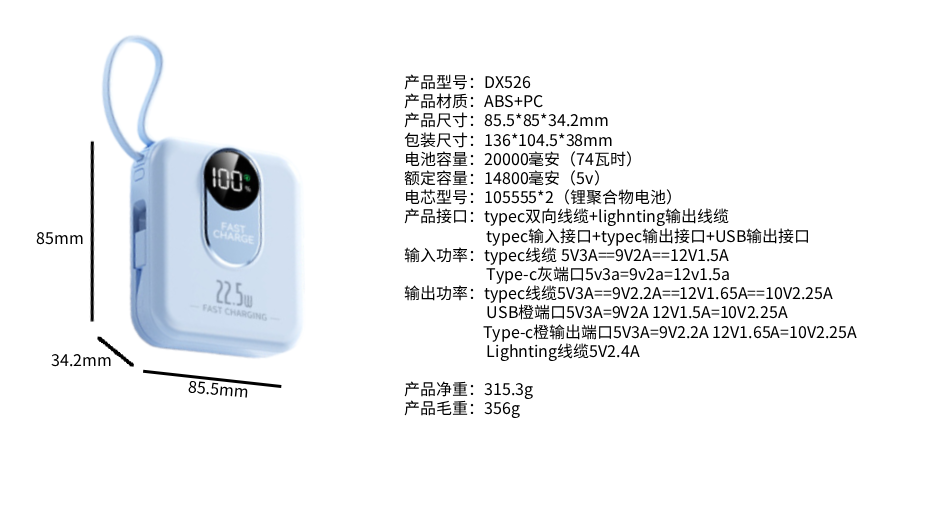 100%
FAST
CHARGE
22.5w
FAST CHARGING
85mm
34.2mm
85.5mm
产品型号：DX526
产品材质：ABS+PC
产品尺寸：85.5*85*34.2mm
包装尺寸：136*104.5*38mm
电池容量：20000毫安（74瓦时）
额定容量：14800毫安（5v）
电芯型号：105555*2（锂聚合物电池）
产品接口：typec双向线缆+lighnting输出线缆
typec输入接口+typec输出接口+USB输出接口
输入功率：typec线缆 5V3A==9V2A==12V1.5A
Type-c灰端口5v3a=9v2a=12v1.5a
输出功率：typec线缆5V3A==9V2.2A==12V1.65A==10V2.25A
USB橙端口5V3A=9V2A 12V1.5A=10V2.25A
Type-c橙输出端口5V3A=9V2.2A 12V1.65A=10V2.25A
Lighnting线缆5V2.4A
产品净重：315.3g
产品毛重：356g